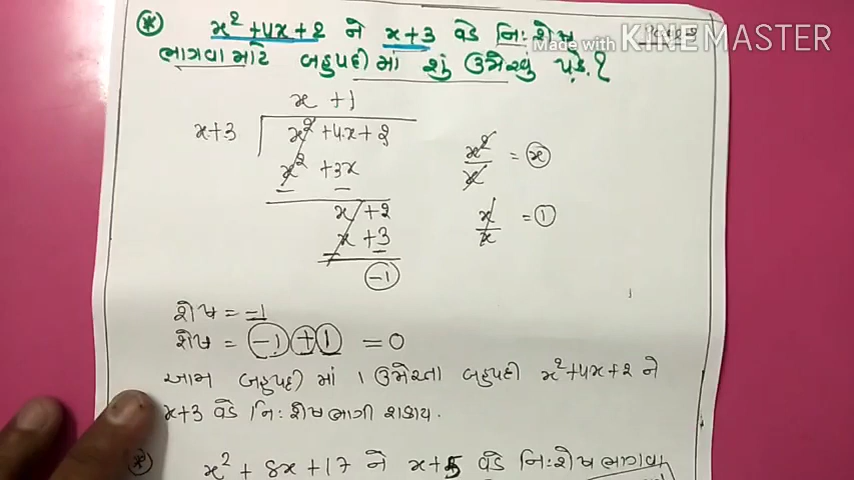 Made with KINEMASTER
(*) x² + 4x + 2 ને x + 3 વડે નિ:શેષ
ભાગવા માટે બહુપદી માં શું ઉમેરવું પડે.?
x + 1
x+3 x² + 4x + 2
x² + 3x
x + 2
x + 3
-1
x²/x = x
x/x = 1
શેષ = -1
શેષ = -1 + 1 = 0
આમ બહુપદી માં 1 ઉમેરતા બહુપદી x² + 4x + 2 ને
x+3 વડે નિ:શેષ ભાગી શકાય.
(*) x² + 8x + 17 ને x + 5 વડે નિ:શેષ ભાગવા